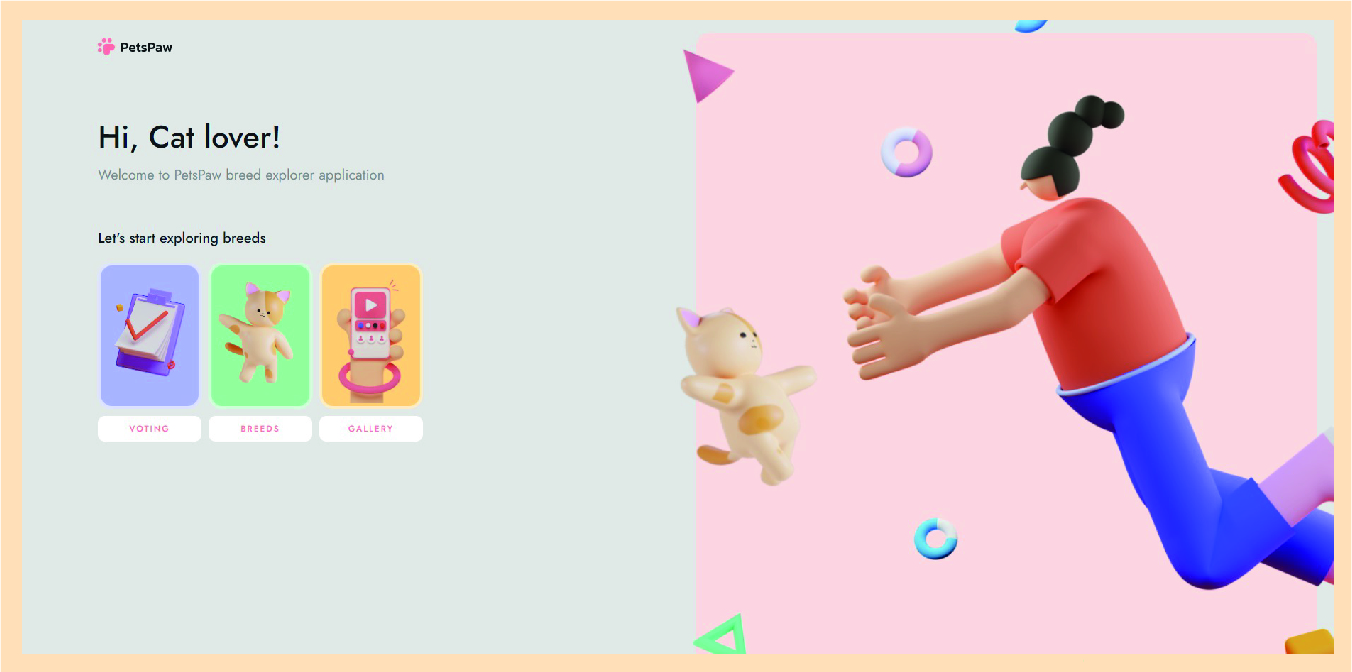 PetsPaw
Hi, Cat lover!
Welcome to PetsPaw breed explorer application
Let's start exploring breeds
VOTING
BREEDS
GALLERY